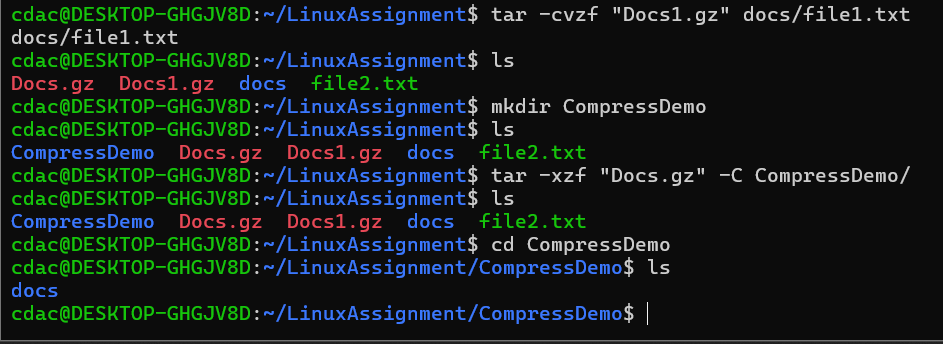 cdac@DESKTOP-GHGJV8D:~/LinuxAssignment$ tar -cvzf "Docs1.gz" docs/file1.txt
docs/file1.txt
cdac@DESKTOP-GHGJV8D:~/LinuxAssignment$ ls
Docs.gz  Docs1.gz  docs  file2.txt
cdac@DESKTOP-GHGJV8D:~/LinuxAssignment$ mkdir CompressDemo
cdac@DESKTOP-GHGJV8D:~/LinuxAssignment$ ls
CompressDemo  Docs.gz  Docs1.gz  docs  file2.txt
cdac@DESKTOP-GHGJV8D:~/LinuxAssignment$ tar -xzf "Docs.gz" -C CompressDemo/
cdac@DESKTOP-GHGJV8D:~/LinuxAssignment$ ls
CompressDemo  Docs.gz  Docs1.gz  docs  file2.txt
cdac@DESKTOP-GHGJV8D:~/LinuxAssignment$ cd CompressDemo
cdac@DESKTOP-GHGJV8D:~/LinuxAssignment/CompressDemo$ ls
docs
cdac@DESKTOP-GHGJV8D:~/LinuxAssignment/CompressDemo$